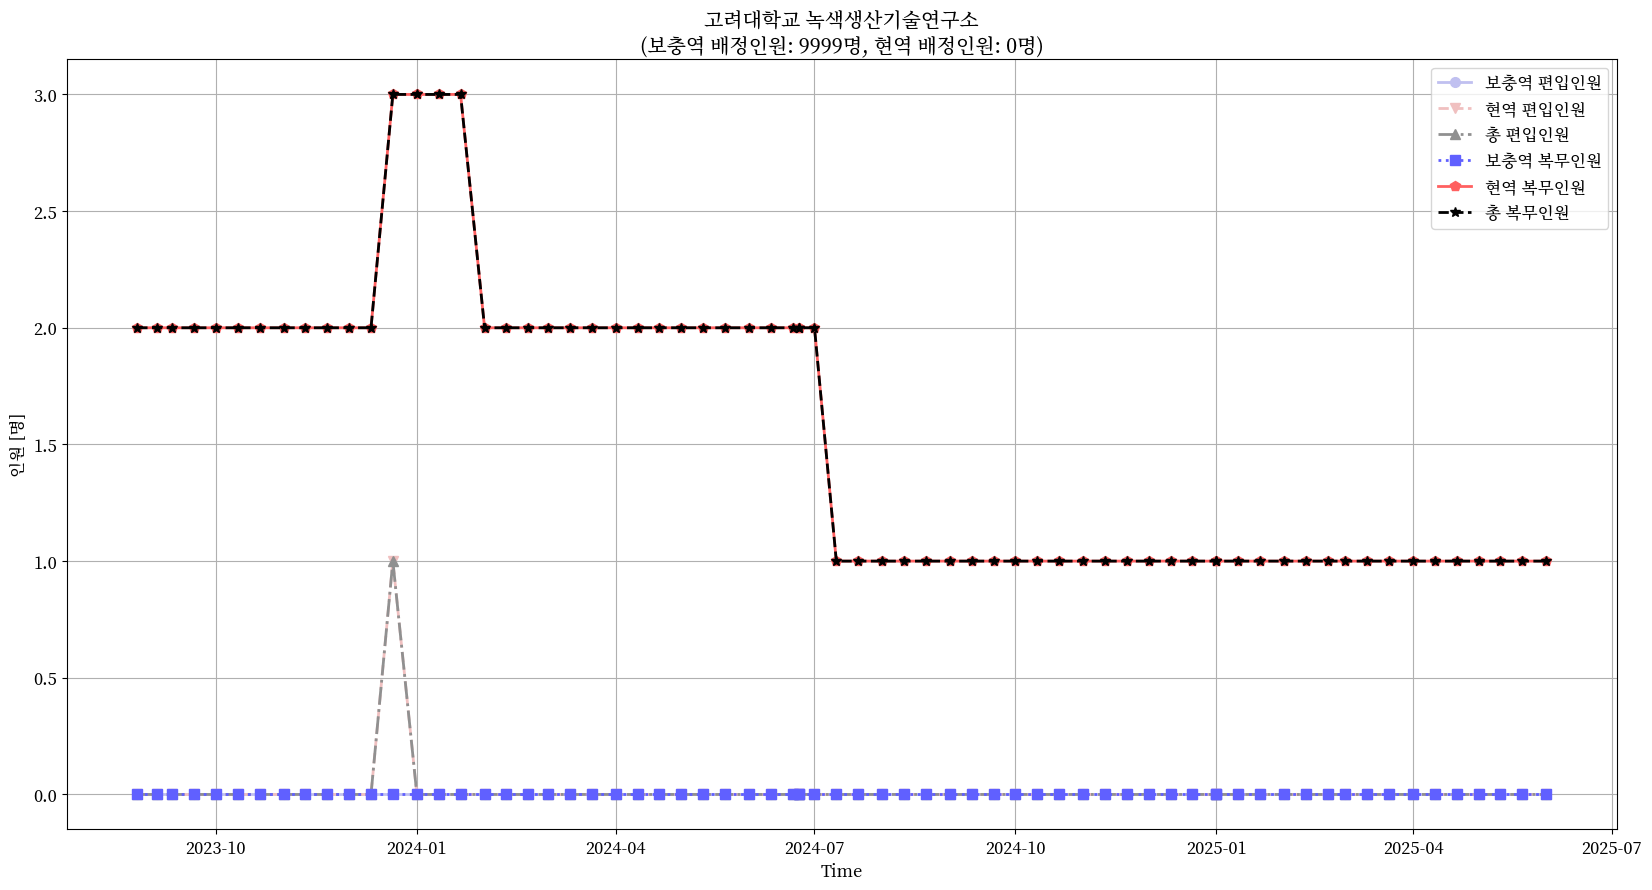 고려대학교 녹색생산기술연구소
(보충역 배정인원: 9999명, 현역 배정인원: 0명)
보충역 편입인원
현역 편입인원
총 편입인원
보충역 복무인원
현역 복무인원
총 복무인원
인원 [명]
3.0
2.5
2.0
1.5
1.0
0.5
0.0
2023-10
2024-01
2024-04
2024-07
2024-10
2025-01
2025-04
2025-07
Time